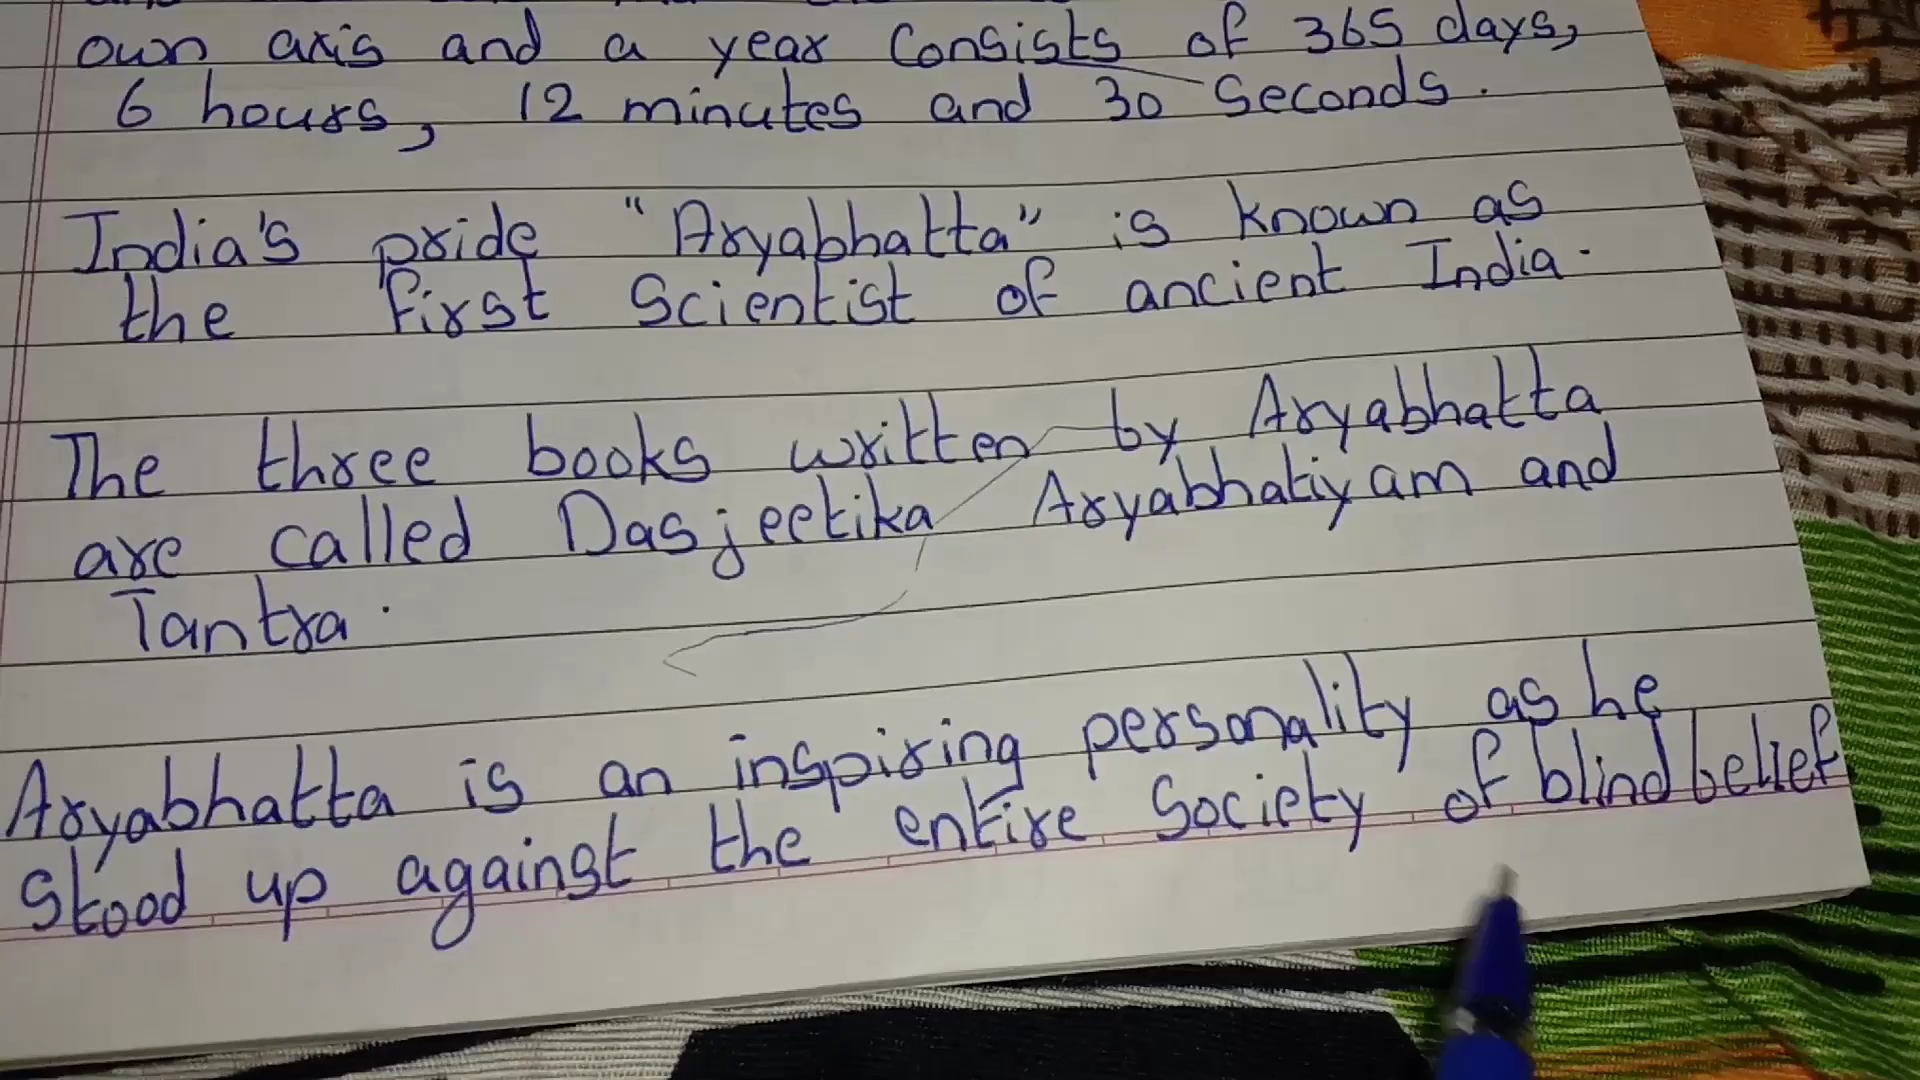 own axis and a year consists of 365 days,
6 hours, 12 minutes and 30 seconds.
India's pride "Aryabhatta" is known as
the first scientist of ancient India.
The three books written by Aryabhatta
are called Dasjeetika Aryabhatiyam and
Tantra.
Aryabhatta is an inspiring personality as he
stood up against the entire society of blind belief